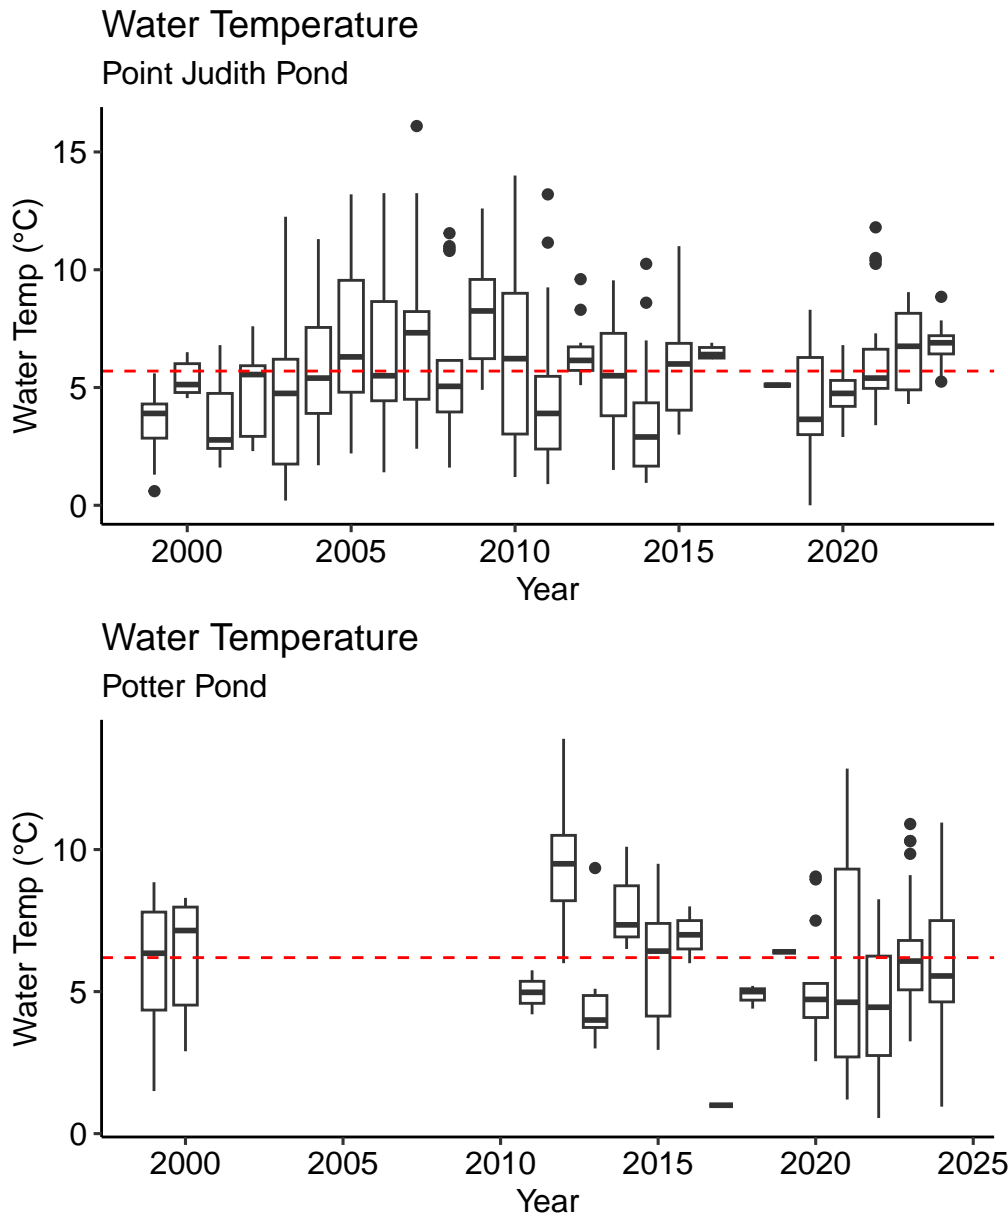 Water Temperature
Point Judith Pond
Water Temp (°C)
15
10
5
0
2000 2005 2010 2015 2020
Year
Water Temperature
Potter Pond
Water Temp (°C)
10
5
0
2000 2005 2010 2015 2020 2025
Year